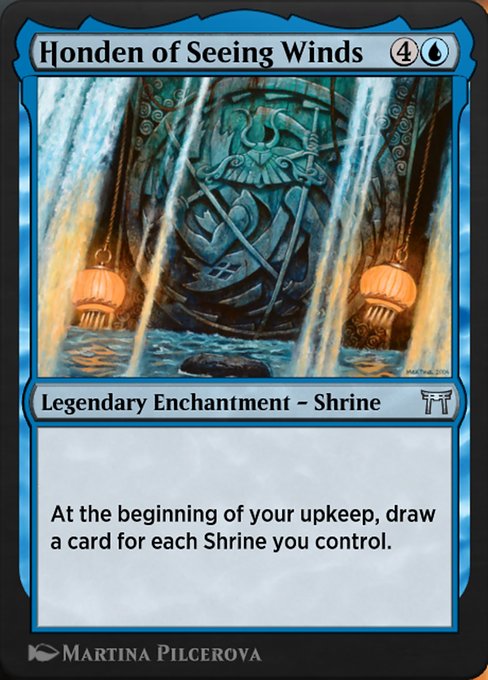 Honden of Seeing Winds 4
Legendary Enchantment – Shrine
At the beginning of your upkeep, draw
a card for each Shrine you control.
Martina Pilcerova